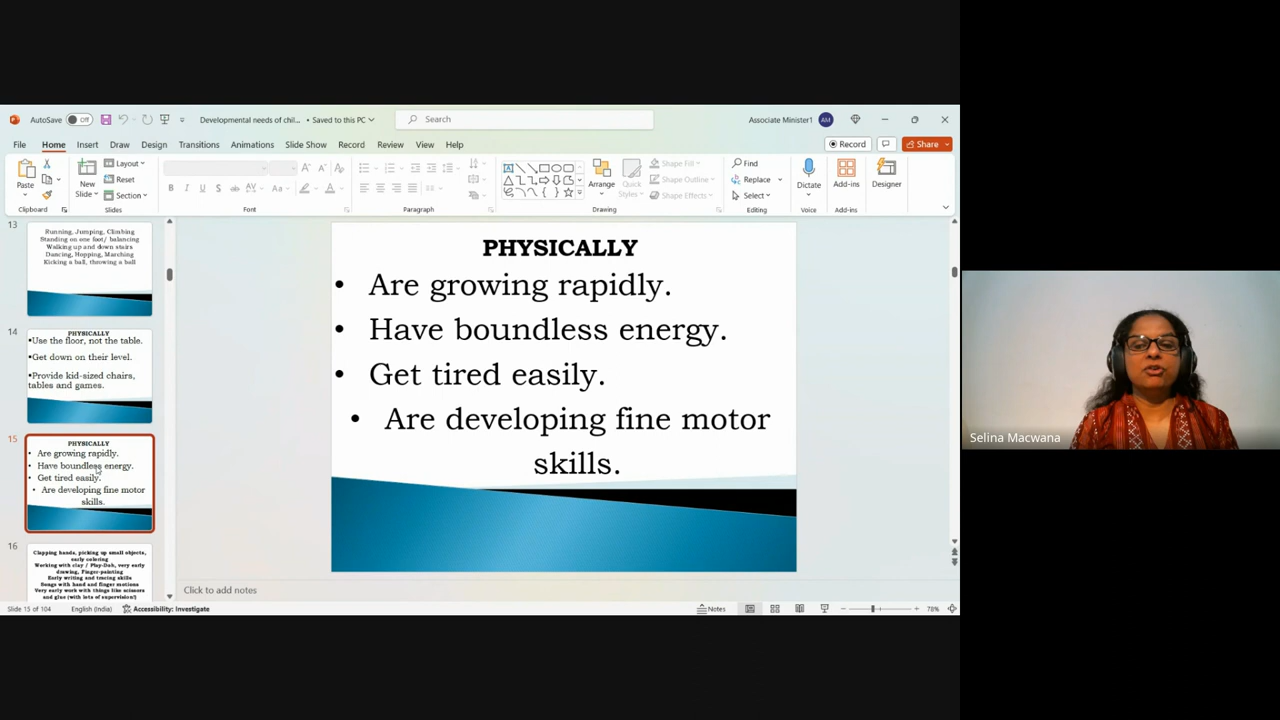 AutoSave Off Developmental needs of chil... • Saved to this PC Search Associate Minister1 AM
File Home Insert Draw Design Transitions Animations Slide Show Record Review View Help Record Share
Paste New Slide Layout Reset Section B I U S ab AV Aa A Arrange Quick Styles Shape Fill Shape Outline Shape Effects Find Replace Select Dictate Add-ins Designer
Clipboard Slides Font Paragraph Drawing Editing Voice Add-ins
13
Running, Jumping, Climbing
Standing on one foot/ balancing
Walking up and down stairs
Dancing, Hopping, Marching
Kicking a ball, throwing a ball
14
PHYSICALLY
•Use the floor, not the table.
•Get down on their level.
•Provide kid-sized chairs,
tables and games.
15
PHYSICALLY
• Are growing rapidly.
• Have boundless energy.
• Get tired easily.
• Are developing fine motor
skills.
16
Clapping hands, picking up small objects,
early coloring
Working with clay / Play-Doh, very early
drawing, Finger-painting
Early writing and tracing skills
Songs with hand and finger motions
Very early work with things like scissors
and glue (with lots of supervision!)
PHYSICALLY
• Are growing rapidly.
• Have boundless energy.
• Get tired easily.
• Are developing fine motor
skills.
Click to add notes
Slide 15 of 104 English (India) Accessibility: Investigate Notes 78%
Selina Macwana